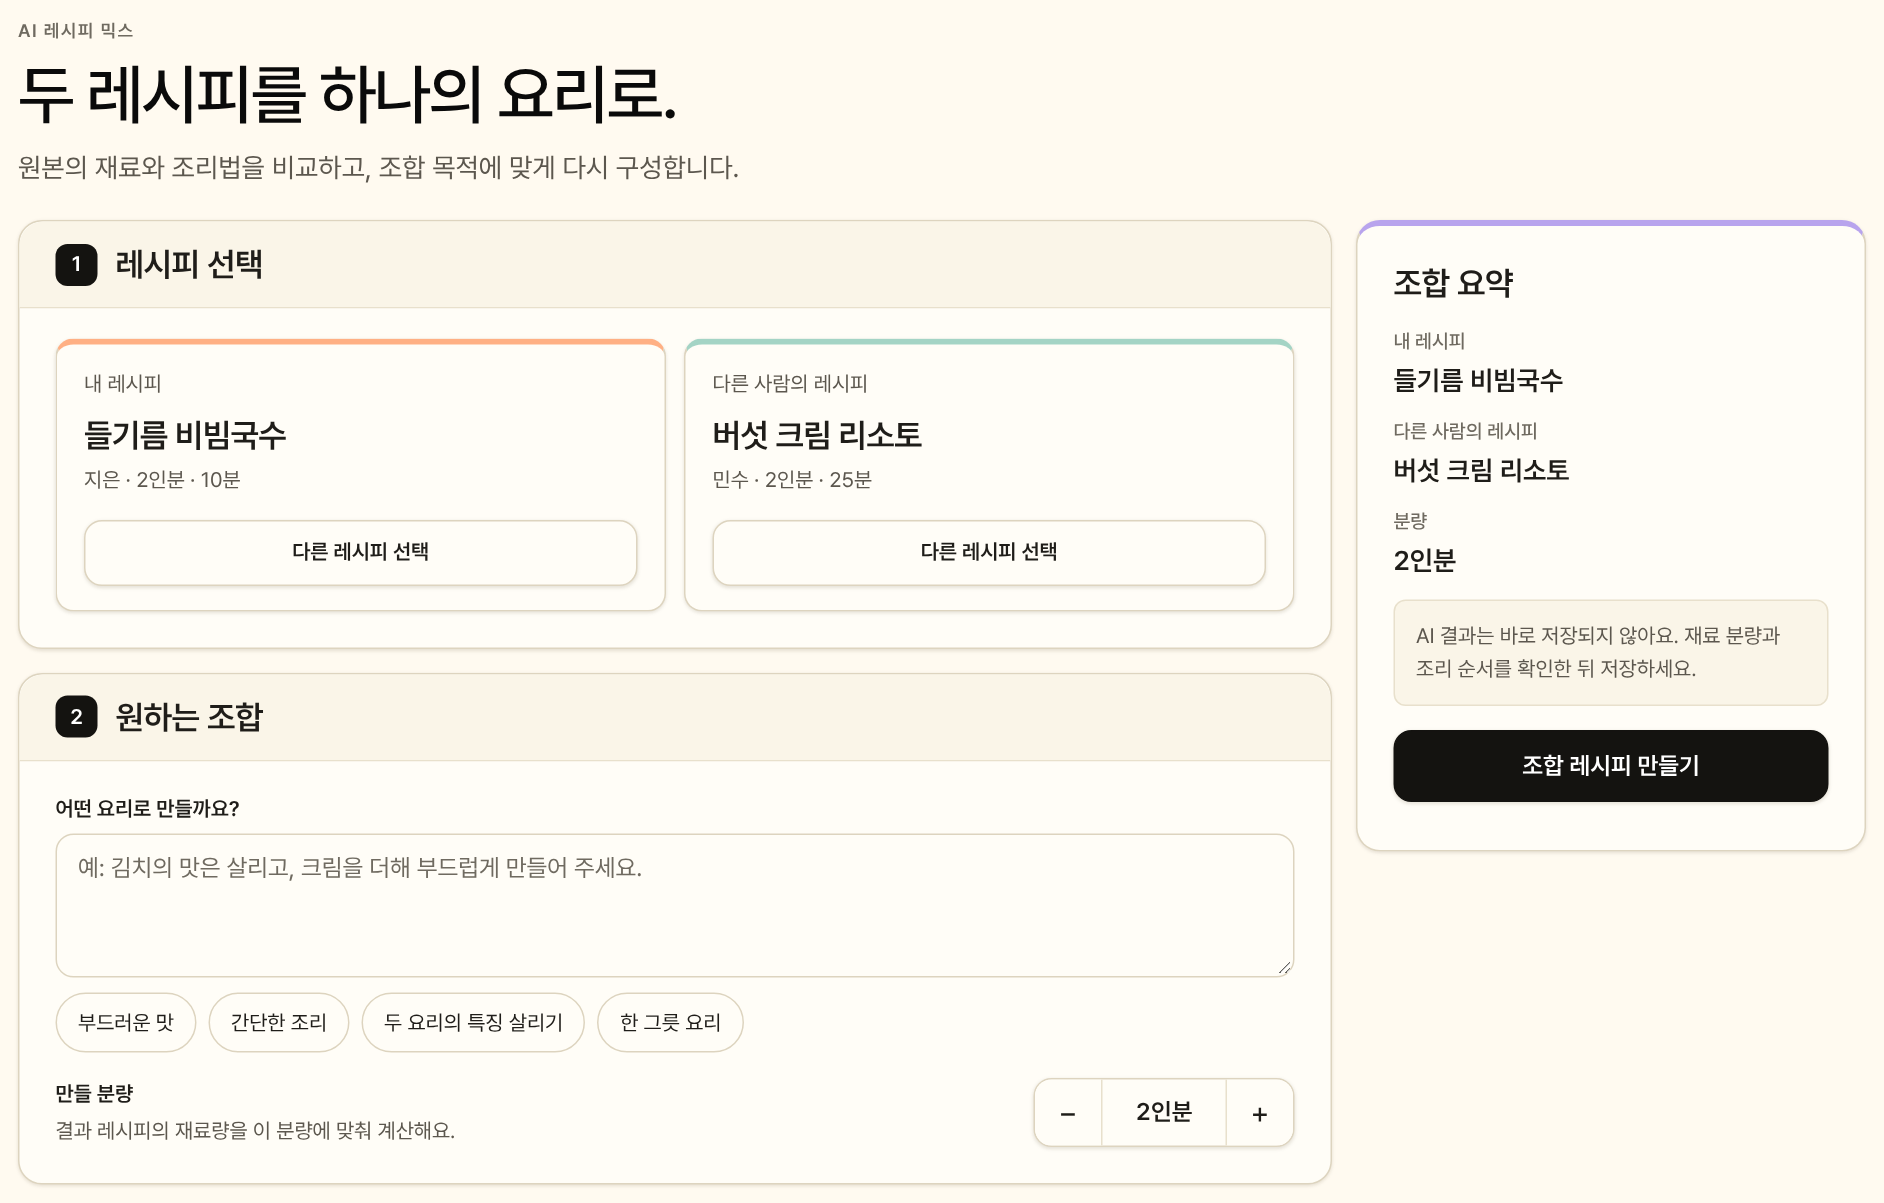 AI 레시피 믹스
두 레시피를 하나의 요리로.
원본의 재료와 조리법을 비교하고, 조합 목적에 맞게 다시 구성합니다.
1 레시피 선택
내 레시피
들기름 비빔국수
지은 · 2인분 · 10분
다른 레시피 선택
다른 사람의 레시피
버섯 크림 리소토
민수 · 2인분 · 25분
다른 레시피 선택
2 원하는 조합
어떤 요리로 만들까요?
예: 김치의 맛은 살리고, 크림을 더해 부드럽게 만들어 주세요.
부드러운 맛
간단한 조리
두 요리의 특징 살리기
한 그릇 요리
만들 분량
결과 레시피의 재료량을 이 분량에 맞춰 계산해요.
− 2인분 +
조합 요약
내 레시피
들기름 비빔국수
다른 사람의 레시피
버섯 크림 리소토
분량
2인분
AI 결과는 바로 저장되지 않아요. 재료 분량과
조리 순서를 확인한 뒤 저장하세요.
조합 레시피 만들기